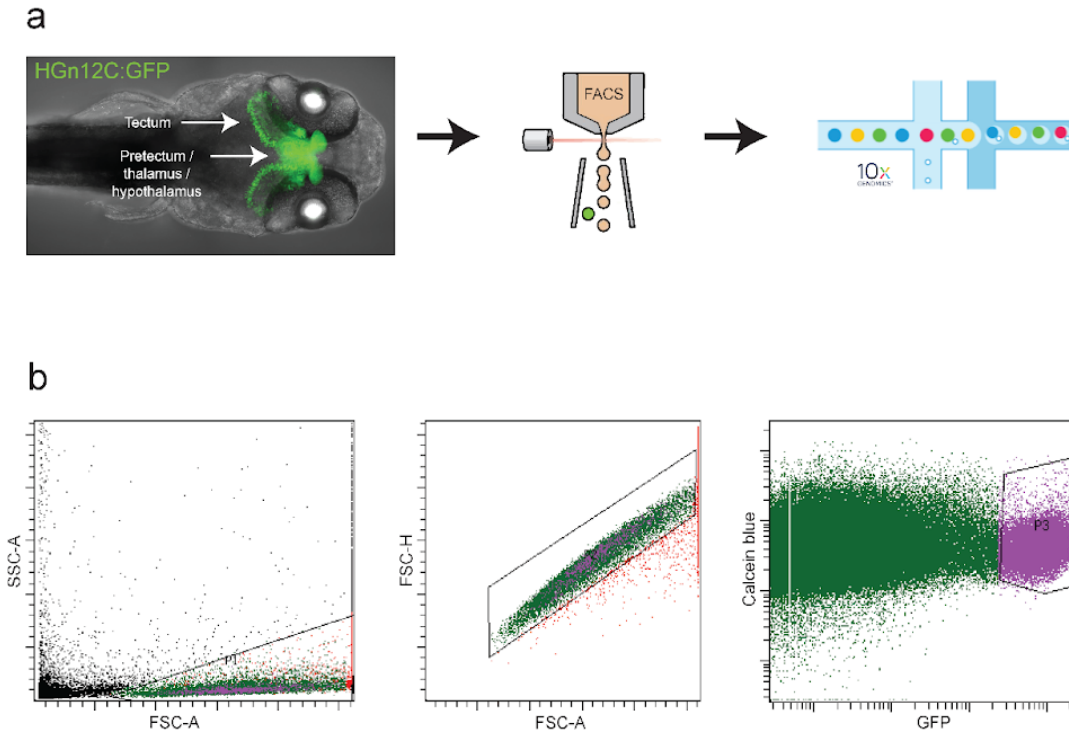 a
HGn12C:GFP
Tectum
Pretectum /
thalamus /
hypothalamus
FACS
10x
GENOMICS
b
SSC-A
P1
FSC-A
FSC-H
FSC-A
Calcein blue
P3
GFP